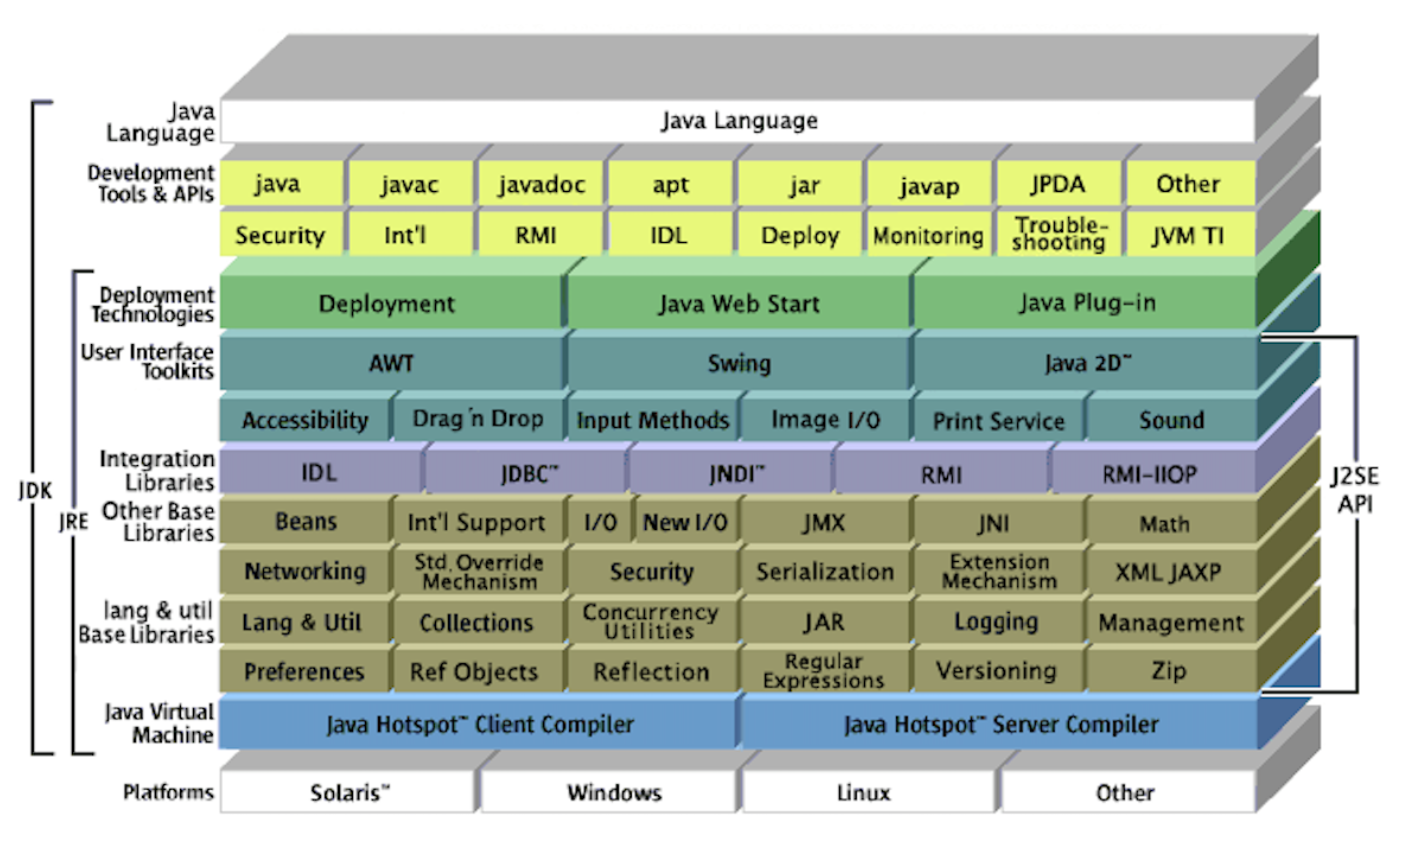 Java
Language
Java Language
Development
Tools & APIs
java
javac
javadoc
apt
jar
javap
JPDA
Other
Security
Int'l
RMI
IDL
Deploy
Monitoring
Trouble-
shooting
JVM TI
Deployment
Technologies
Deployment
Java Web Start
Java Plug-in
User Interface
Toolkits
AWT
Swing
Java 2D™
Accessibility
Drag'n Drop
Input Methods
Image I/O
Print Service
Sound
Integration
Libraries
IDL
JDBC™
JNDI™
RMI
RMI-IIOP
JDK
JRE
J2SE
API
Other Base
Libraries
Beans
Int'l Support
I/O
New I/O
JMX
JNI
Math
Networking
Std. Override
Mechanism
Security
Serialization
Extension
Mechanism
XML JAXP
lang & util
Base Libraries
Lang & Util
Collections
Concurrency
Utilities
JAR
Logging
Management
Preferences
Ref Objects
Reflection
Regular
Expressions
Versioning
Zip
Java Virtual
Machine
Java Hotspot™ Client Compiler
Java Hotspot™ Server Compiler
Platforms
Solaris™
Windows
Linux
Other